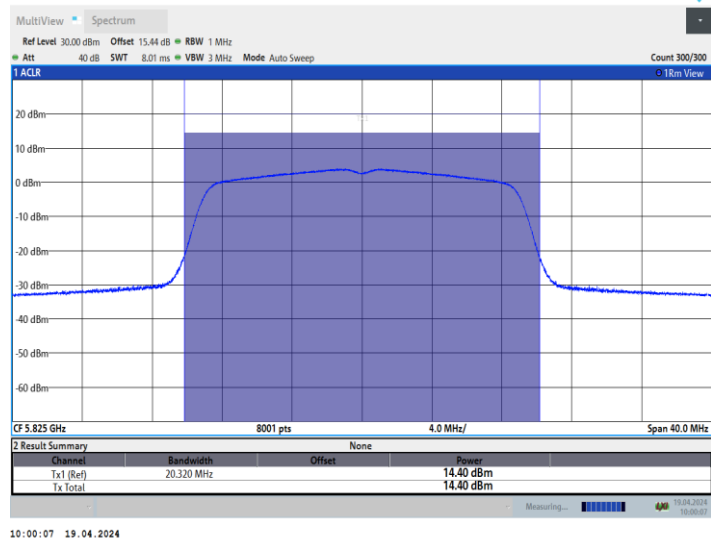 MultiView Spectrum
Ref Level 30.00 dBm Offset 15.44 dB RBW 1 MHz
Att 40 dB SWT 8.01 ms VBW 3 MHz Mode Auto Sweep Count 300/300
1 ACLR 1Rm View
20 dBm
10 dBm
0 dBm
-10 dBm
-20 dBm
-30 dBm
-40 dBm
-50 dBm
-60 dBm
CF 5.825 GHz 8001 pts 4.0 MHz/ Span 40.0 MHz
2 Result Summary None
Channel Bandwidth Offset Power
Tx1 (Ref) 20.320 MHz 14.40 dBm
Tx Total 14.40 dBm
Measuring... 19.04.2024
10:00:07
10:00:07 19.04.2024